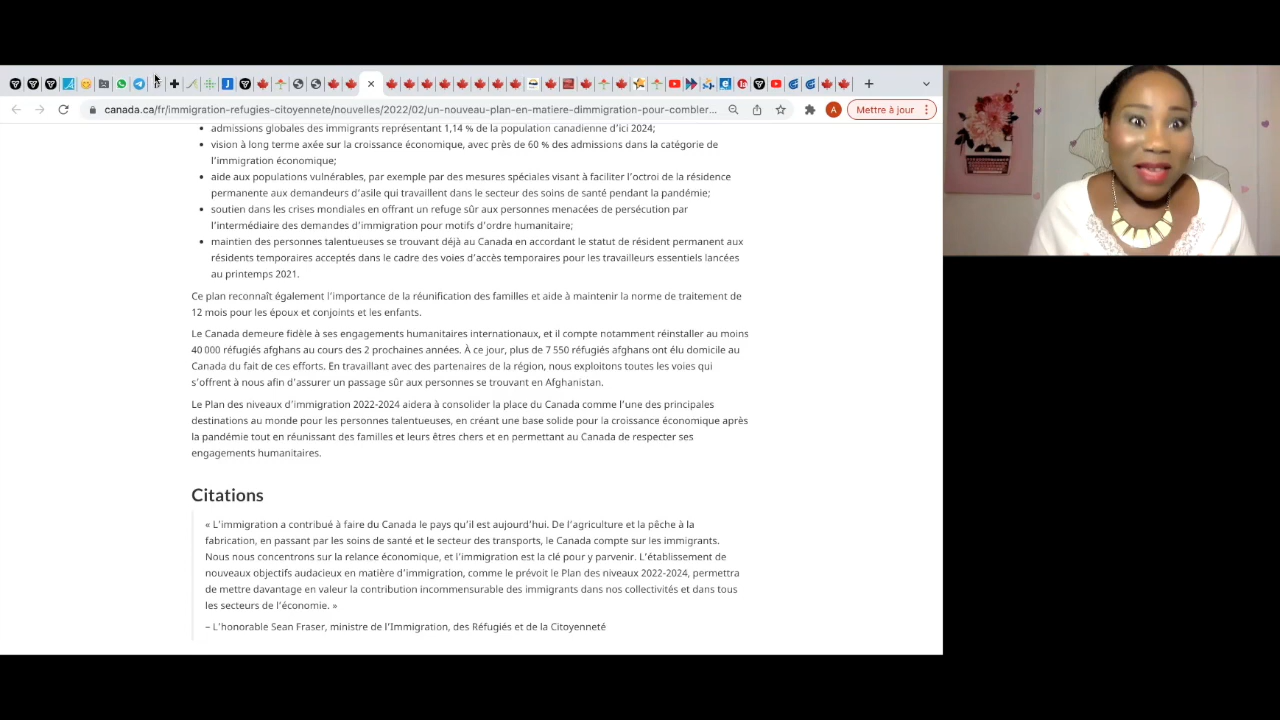 canada.ca/fr/immigration-refugies-citoyennete/nouvelles/2022/02/un-nouveau-plan-en-matiere-dimmigration-pour-combler...
A
Mettre à jour
• admissions globales des immigrants représentant 1,14 % de la population canadienne d'ici 2024;
• vision à long terme axée sur la croissance économique, avec près de 60 % des admissions dans la catégorie de
l'immigration économique;
• aide aux populations vulnérables, par exemple par des mesures spéciales visant à faciliter l'octroi de la résidence
permanente aux demandeurs d'asile qui travaillent dans le secteur des soins de santé pendant la pandémie;
• soutien dans les crises mondiales en offrant un refuge sûr aux personnes menacées de persécution par
l'intermédiaire des demandes d'immigration pour motifs d'ordre humanitaire;
• maintien des personnes talentueuses se trouvant déjà au Canada en accordant le statut de résident permanent aux
résidents temporaires acceptés dans le cadre des voies d'accès temporaires pour les travailleurs essentiels lancées
au printemps 2021.
Ce plan reconnaît également l'importance de la réunification des familles et aide à maintenir la norme de traitement de
12 mois pour les époux et conjoints et les enfants.
Le Canada demeure fidèle à ses engagements humanitaires internationaux, et il compte notamment réinstaller au moins
40 000 réfugiés afghans au cours des 2 prochaines années. À ce jour, plus de 7 550 réfugiés afghans ont élu domicile au
Canada du fait de ces efforts. En travaillant avec des partenaires de la région, nous exploitons toutes les voies qui
s'offrent à nous afin d'assurer un passage sûr aux personnes se trouvant en Afghanistan.
Le Plan des niveaux d'immigration 2022-2024 aidera à consolider la place du Canada comme l'une des principales
destinations au monde pour les personnes talentueuses, en créant une base solide pour la croissance économique après
la pandémie tout en réunissant des familles et leurs êtres chers et en permettant au Canada de respecter ses
engagements humanitaires.
Citations
« L'immigration a contribué à faire du Canada le pays qu'il est aujourd'hui. De l'agriculture et la pêche à la
fabrication, en passant par les soins de santé et le secteur des transports, le Canada compte sur les immigrants.
Nous nous concentrons sur la relance économique, et l'immigration est la clé pour y parvenir. L'établissement de
nouveaux objectifs audacieux en matière d'immigration, comme le prévoit le Plan des niveaux 2022-2024, permettra
de mettre davantage en valeur la contribution incommensurable des immigrants dans nos collectivités et dans tous
les secteurs de l'économie. »
– L'honorable Sean Fraser, ministre de l'Immigration, des Réfugiés et de la Citoyenneté